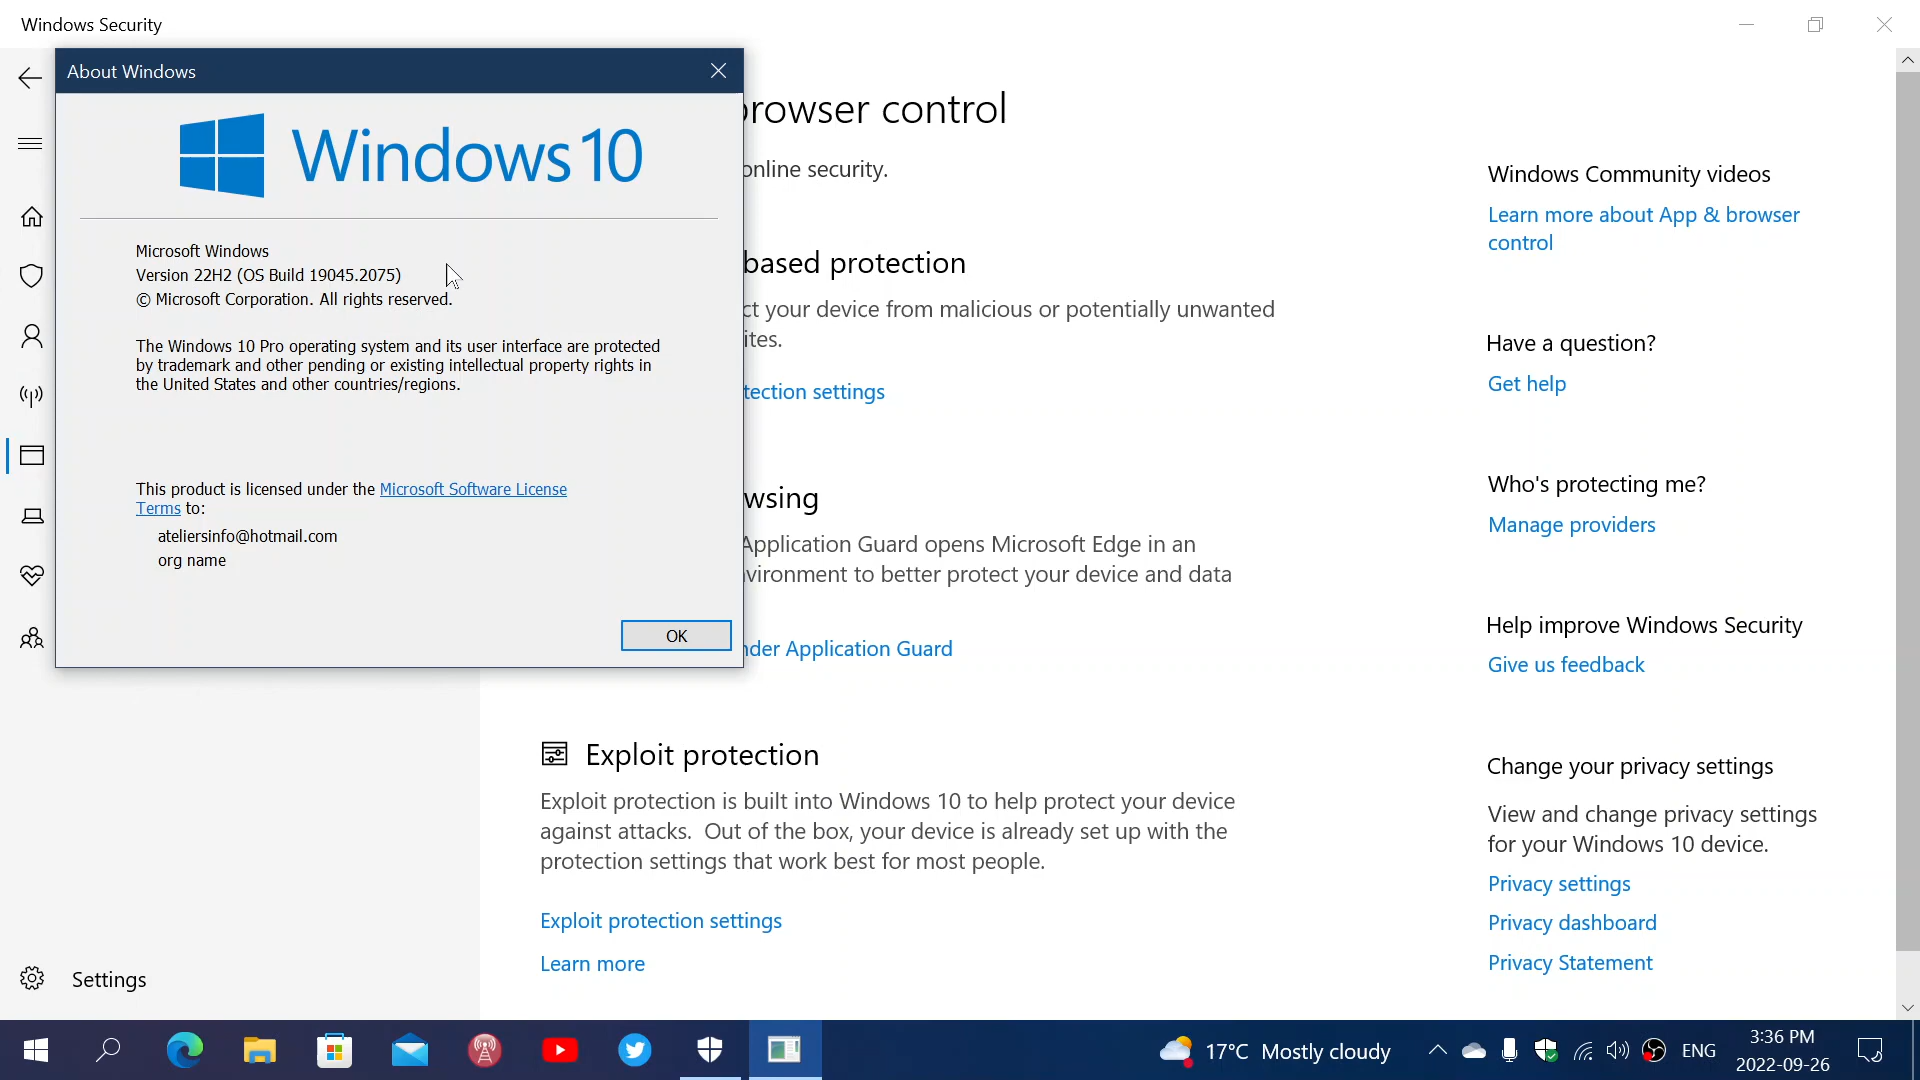 Windows Security
About Windows
Windows 10
Microsoft Windows
Version 22H2 (OS Build 19045.2075)
© Microsoft Corporation. All rights reserved.
The Windows 10 Pro operating system and its user interface are protected
by trademark and other pending or existing intellectual property rights in
the United States and other countries/regions.
This product is licensed under the Microsoft Software License
Terms to:
ateliersinfo@hotmail.com
org name
OK
browser control
online security.
based protection
ct your device from malicious or potentially unwanted
ites.
tection settings
wsing
Application Guard opens Microsoft Edge in an
vironment to better protect your device and data
nder Application Guard
Exploit protection
Exploit protection is built into Windows 10 to help protect your device
against attacks.  Out of the box, your device is already set up with the
protection settings that work best for most people.
Exploit protection settings
Learn more
Windows Community videos
Learn more about App & browser
control
Have a question?
Get help
Who's protecting me?
Manage providers
Help improve Windows Security
Give us feedback
Change your privacy settings
View and change privacy settings
for your Windows 10 device.
Privacy settings
Privacy dashboard
Privacy Statement
Settings
17°C Mostly cloudy
ENG
3:36 PM
2022-09-26